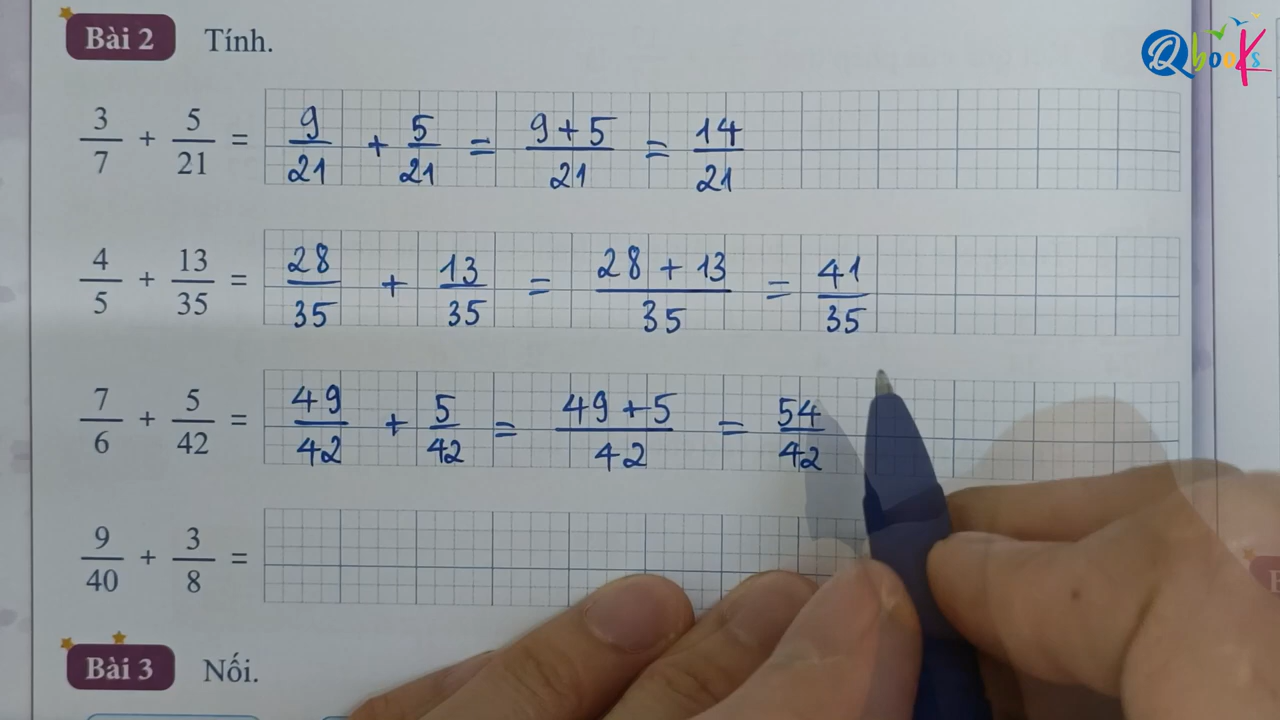 Qbooks
Bài 2 Tính.
3/7 + 5/21 = 9/21 + 5/21 = 9+5/21 = 14/21
4/5 + 13/35 = 28/35 + 13/35 = 28 + 13/35 = 41/35
7/6 + 5/42 = 49/42 + 5/42 = 49+5/42 = 54/42
9/40 + 3/8 =
Bài 3 Nối.